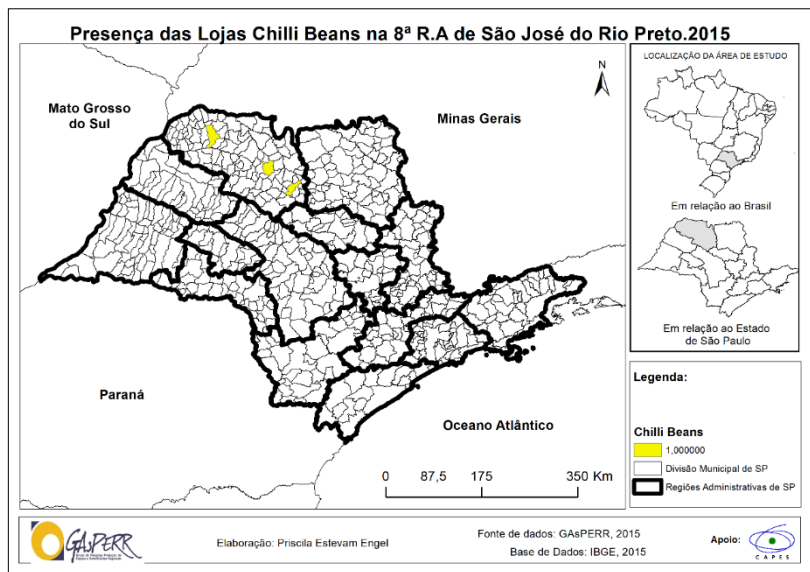 Presença das Lojas Chilli Beans na 8ª R.A de São José do Rio Preto.2015
LOCALIZAÇÃO DA ÁREA DE ESTUDO
N
Mato Grosso
do Sul
Minas Gerais
Em relação ao Brasil
Em relação ao Estado
de São Paulo
Paraná
Oceano Atlântico
0 87,5 175 350 Km
Legenda:
Chilli Beans
1,000000
Divisão Municipal de SP
Regiões Administrativas de SP
GAsPERR
Elaboração: Priscila Estevam Engel
Fonte de dados: GAsPERR, 2015
Base de Dados: IBGE, 2015
Apoio:
CAPES